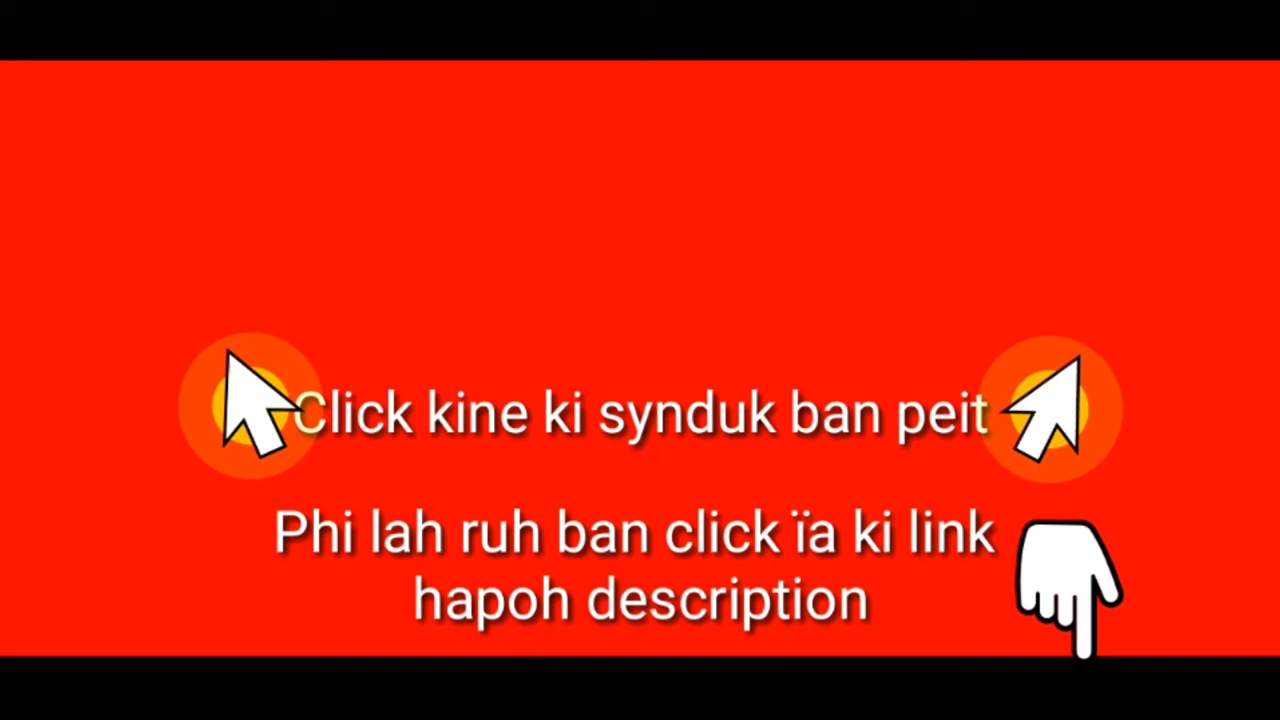 Click kine ki synduk ban peit
Phi lah ruh ban click ïa ki link
hapoh description